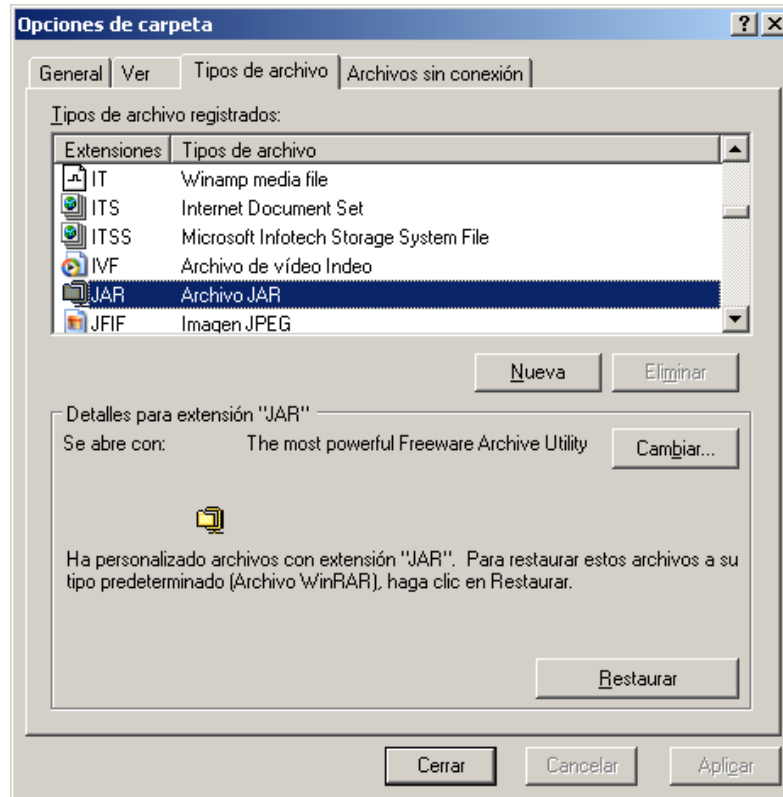 Opciones de carpeta
General Ver Tipos de archivo Archivos sin conexión
Tipos de archivo registrados:
Extensiones Tipos de archivo
IT Winamp media file
ITS Internet Document Set
ITSS Microsoft Infotech Storage System File
IVF Archivo de vídeo Indeo
JAR Archivo JAR
JFIF Imagen JPEG
Nueva Eliminar
Detalles para extensión "JAR"
Se abre con: The most powerful Freeware Archive Utility Cambiar...
Ha personalizado archivos con extensión "JAR". Para restaurar estos archivos a su
tipo predeterminado (Archivo WinRAR), haga clic en Restaurar.
Restaurar
Cerrar Cancelar Aplicar